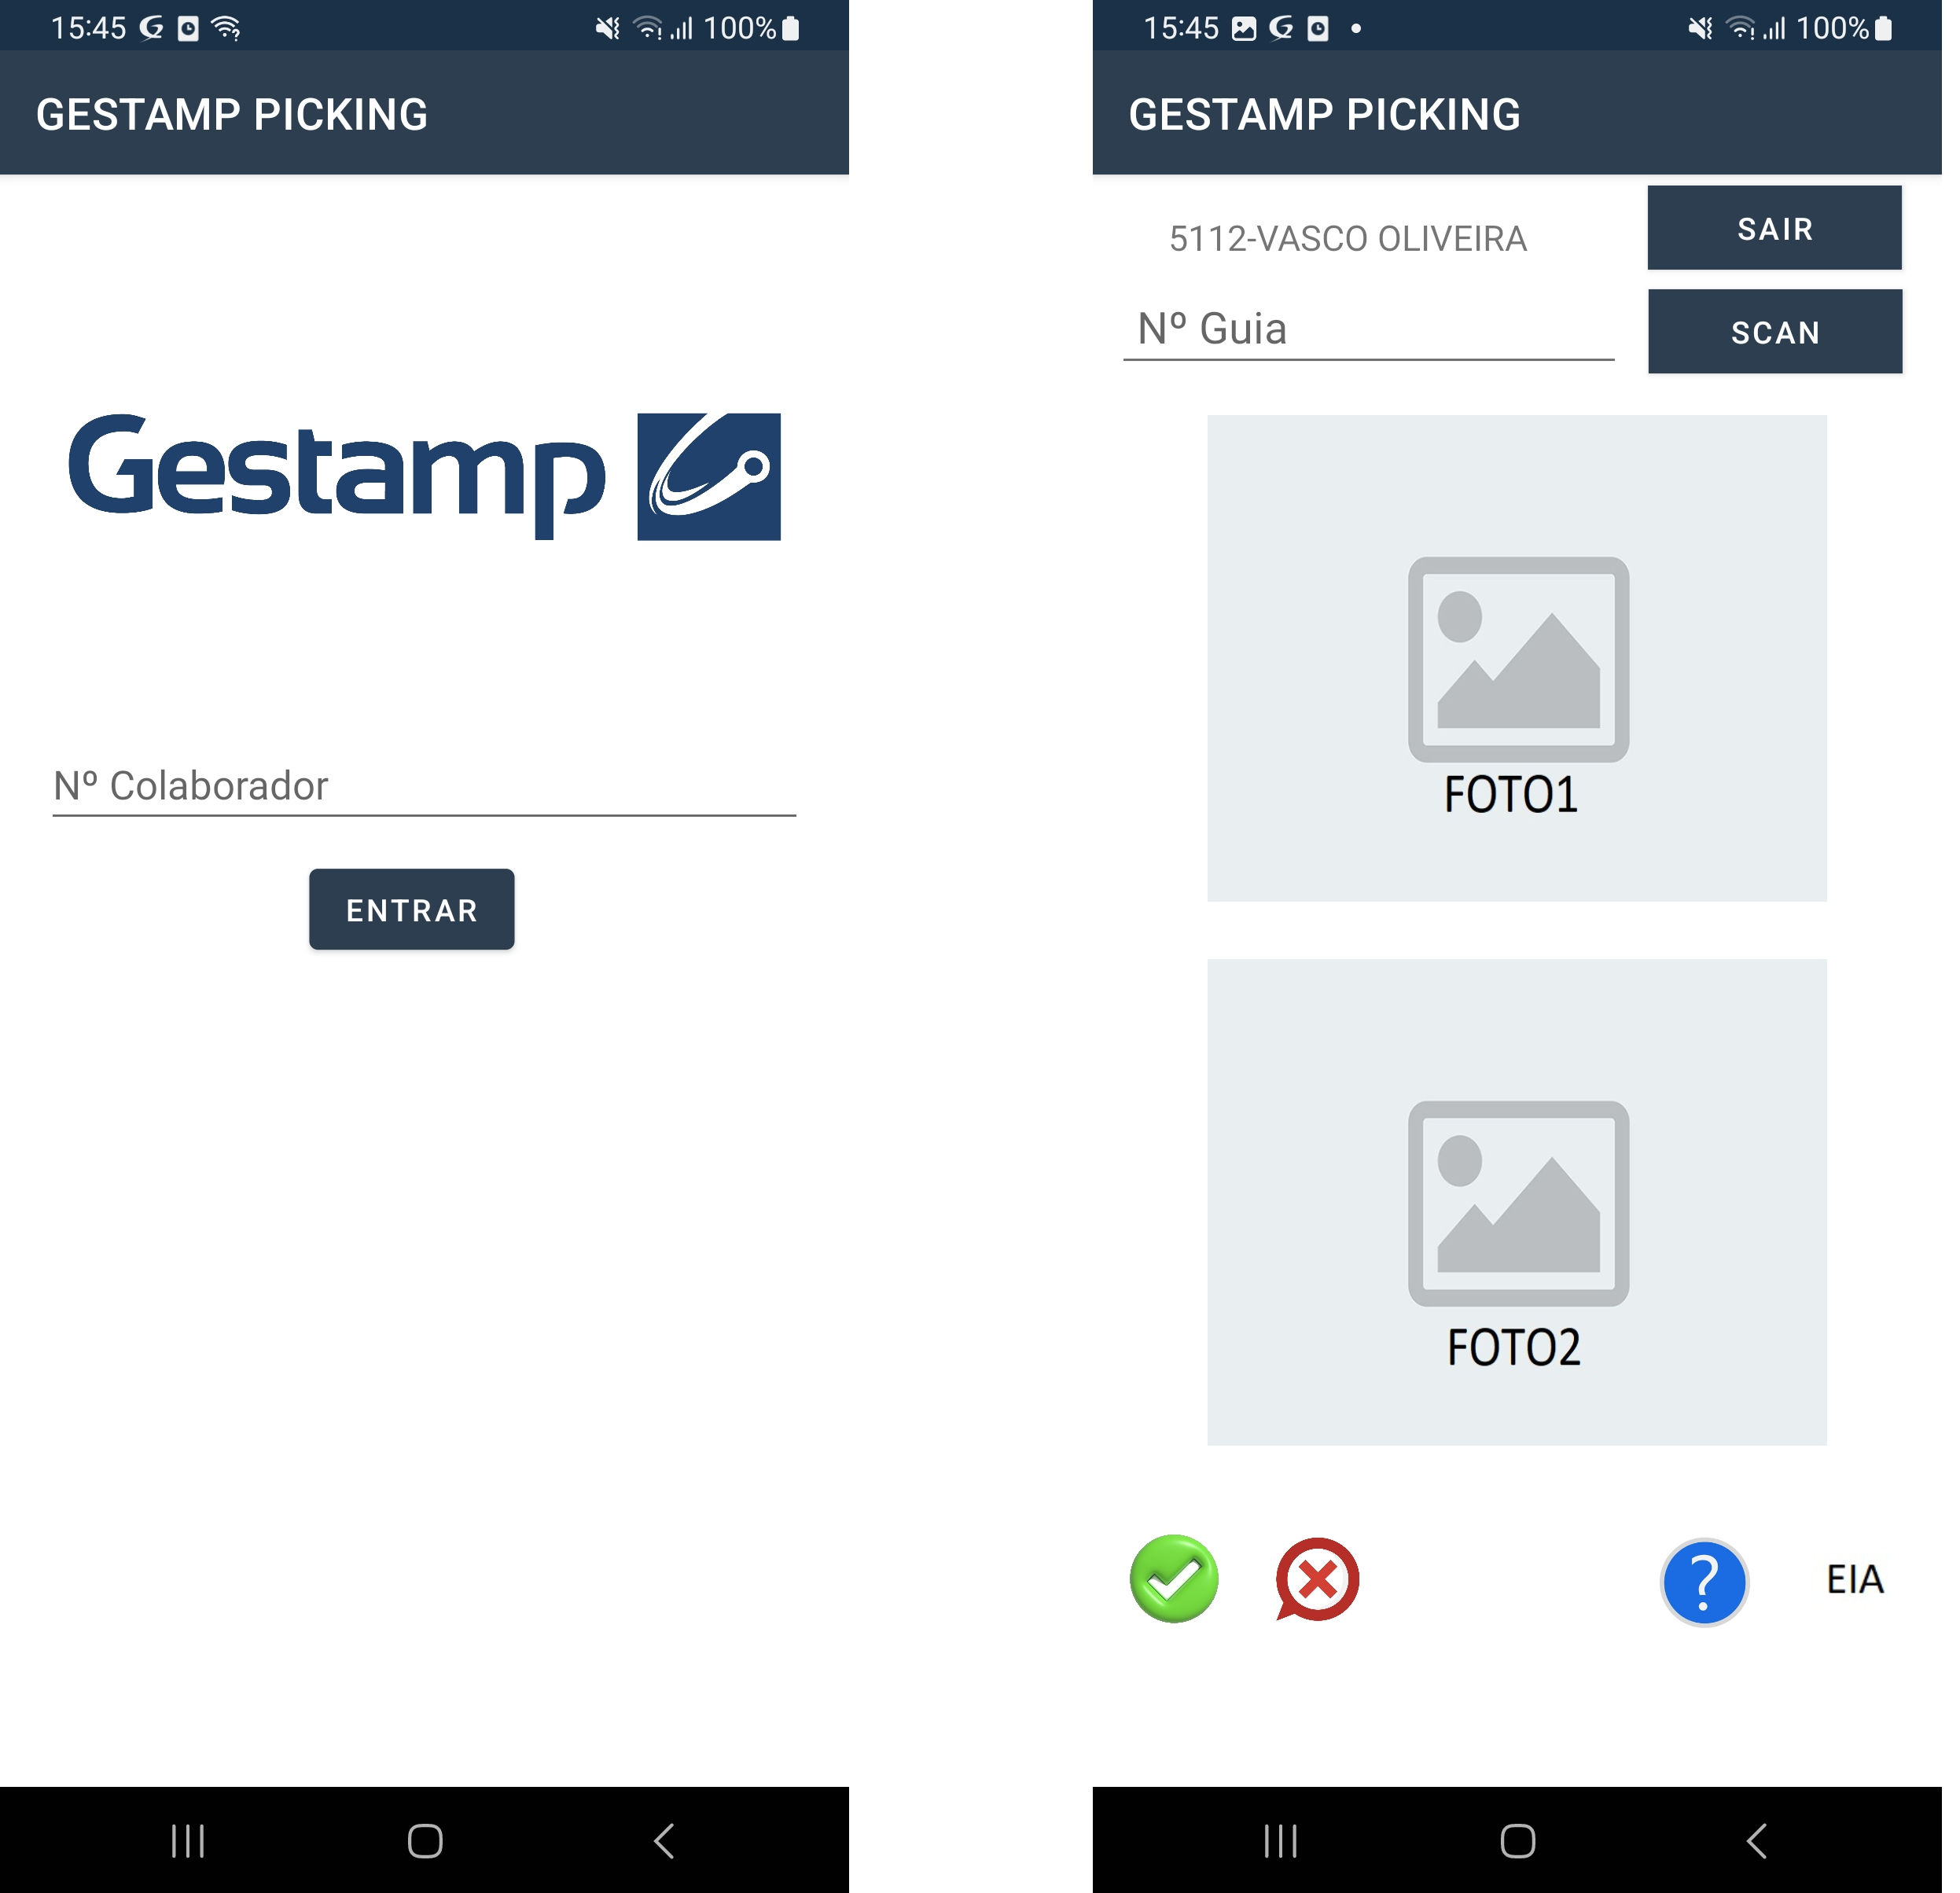 15:45
100%
GESTAMP PICKING
Gestamp
Nº Colaborador
ENTRAR
15:45
100%
GESTAMP PICKING
5112-VASCO OLIVEIRA
SAIR
Nº Guia
SCAN
FOTO1
FOTO2
?
EIA